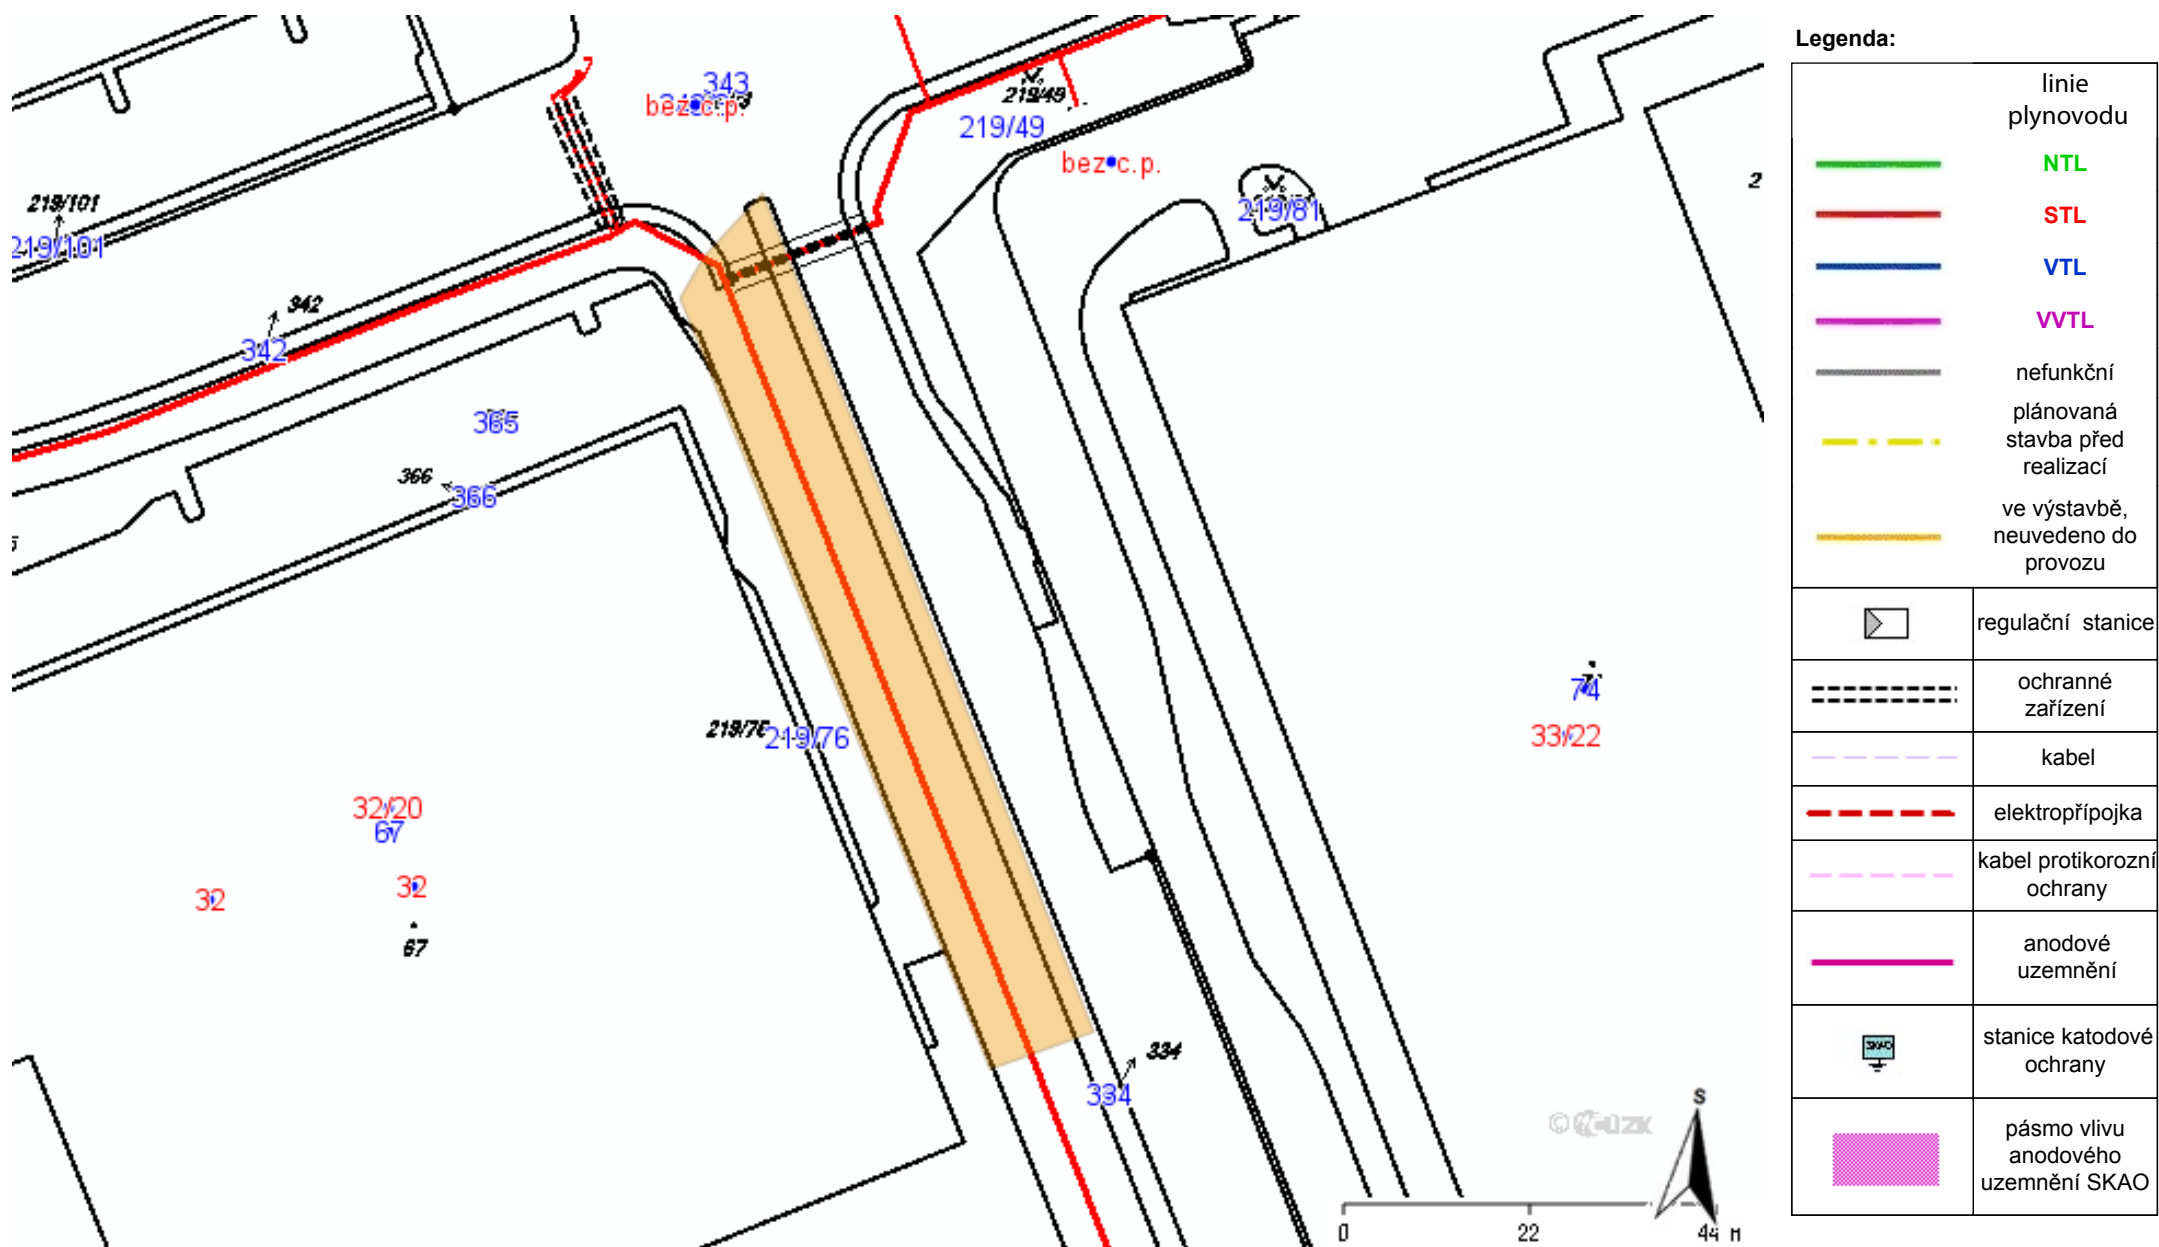 343
bez c.p.
219/49
219/49
bez c.p.
219/81
2
219/101
219/101
342
342
365
366
366
5
219/76
219/76
74
33/22
32/20
67
32
32
67
334
334
S
0
22
44 M
Legenda:
linie
plynovodu
NTL
STL
VTL
VVTL
nefunkční
plánovaná
stavba před
realizací
ve výstavbě,
neuvedeno do
provozu
regulační stanice
ochranné
zařízení
kabel
elektropřípojka
kabel protikorozní
ochrany
anodové
uzemnění
SKAO
stanice katodové
ochrany
pásmo vlivu
anodového
uzemnění SKAO